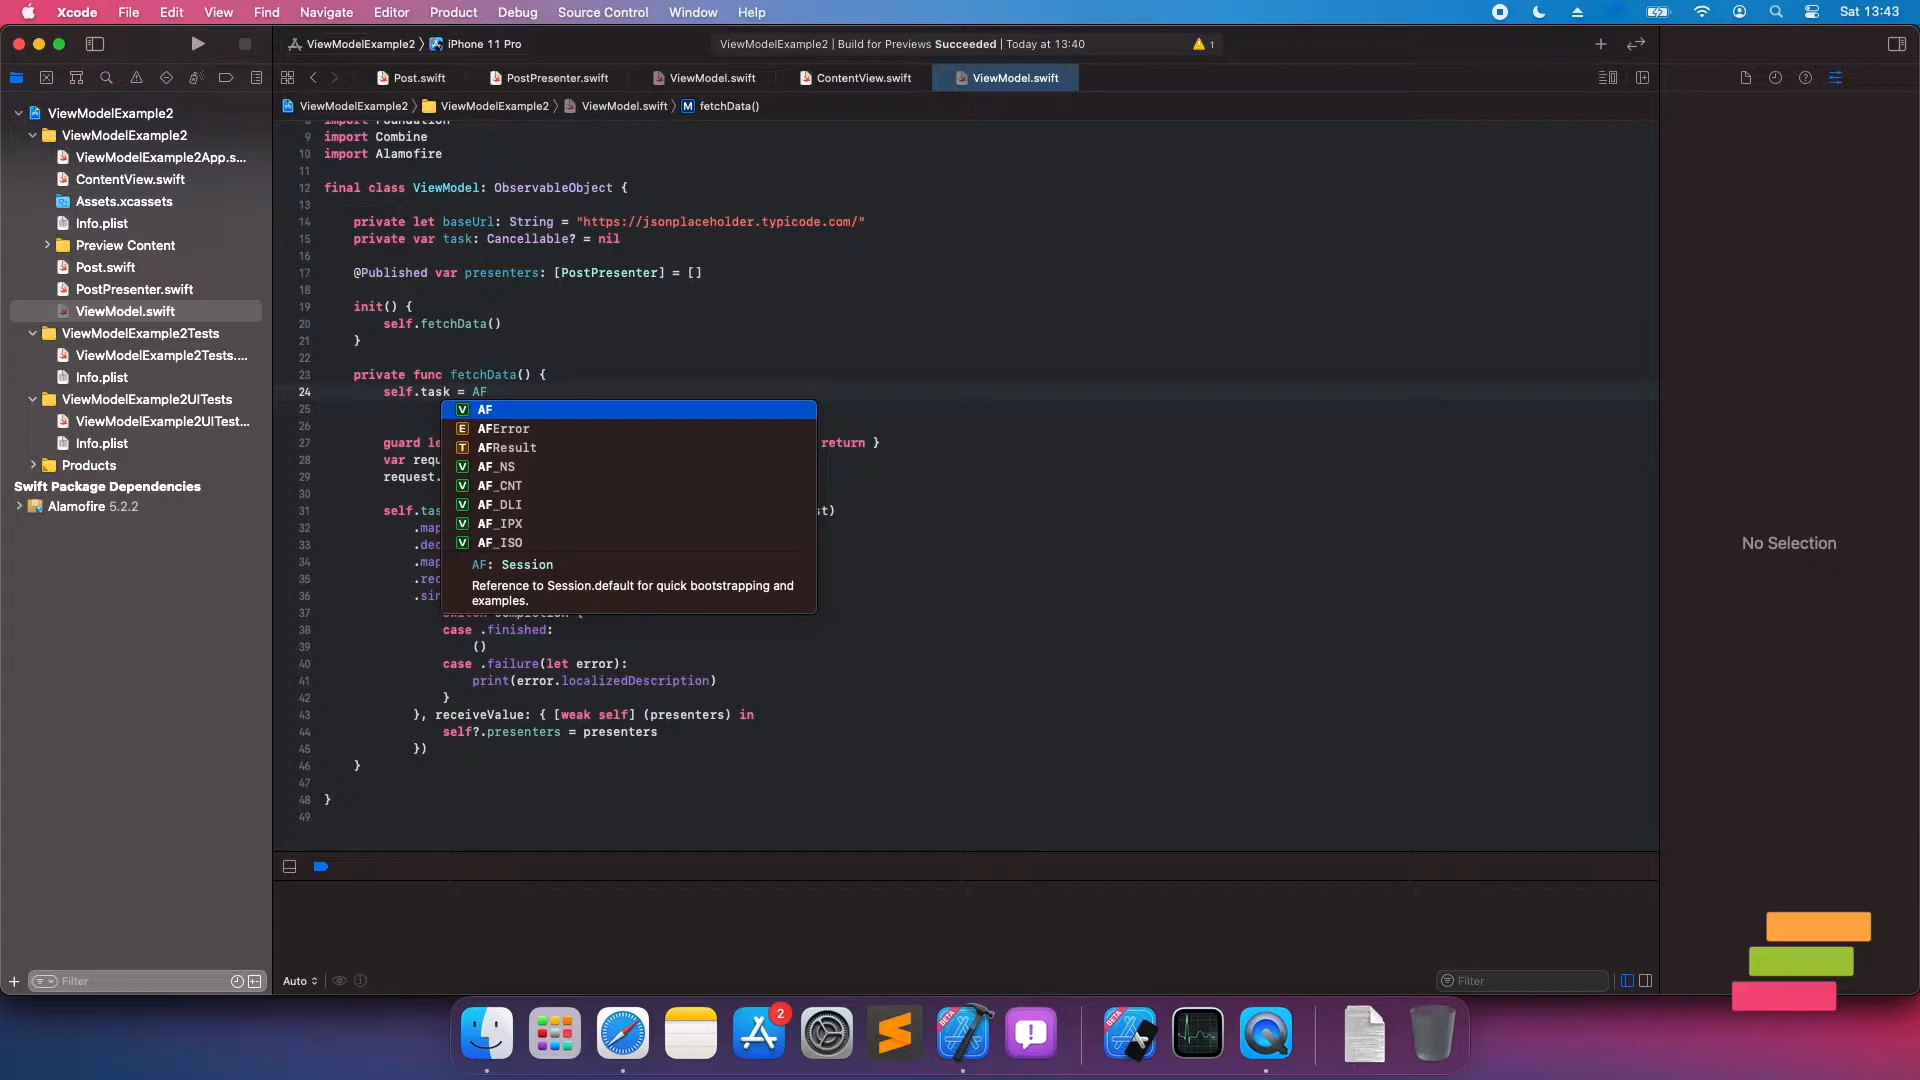 Xcode File Edit View Find Navigate Editor Product Debug Source Control Window Help Sat 13:43
ViewModelExample2 iPhone 11 Pro ViewModelExample2 | Build for Previews Succeeded | Today at 13:40 1
Post.swift PostPresenter.swift ViewModel.swift ContentView.swift ViewModel.swift
ViewModelExample2 ViewModelExample2 ViewModel.swift M fetchData()
ViewModelExample2
ViewModelExample2
ViewModelExample2App.s...
ContentView.swift
Assets.xcassets
Info.plist
Preview Content
Post.swift
PostPresenter.swift
ViewModel.swift
ViewModelExample2Tests
ViewModelExample2Tests....
Info.plist
ViewModelExample2UITests
ViewModelExample2UITest...
Info.plist
Products
Swift Package Dependencies
Alamofire 5.2.2
Filter
8 import Foundation
9 import Combine
10 import Alamofire
11
12 final class ViewModel: ObservableObject {
13
14 private let baseUrl: String = "https://jsonplaceholder.typicode.com/"
15 private var task: Cancellable? = nil
16
17 @Published var presenters: [PostPresenter] = []
18
19 init() {
20 self.fetchData()
21 }
22
23 private func fetchData() {
24 self.task = AF
25
26
27 guard le return }
28 var requ
29 request.
30
31 self.tas st)
32 .map
33 .dec
34 .map
35 .rec
36 .sin
37 switch completion {
38 case .finished:
39 ()
40 case .failure(let error):
41 print(error.localizedDescription)
42 }
43 }, receiveValue: { [weak self] (presenters) in
44 self?.presenters = presenters
45 })
46 }
47
48 }
49
V AF
E AFError
T AFResult
V AF_NS
V AF_CNT
V AF_DLI
V AF_IPX
V AF_ISO
AF: Session
Reference to Session.default for quick bootstrapping and
examples.
No Selection
Auto
Filter
BETA
BETA
2